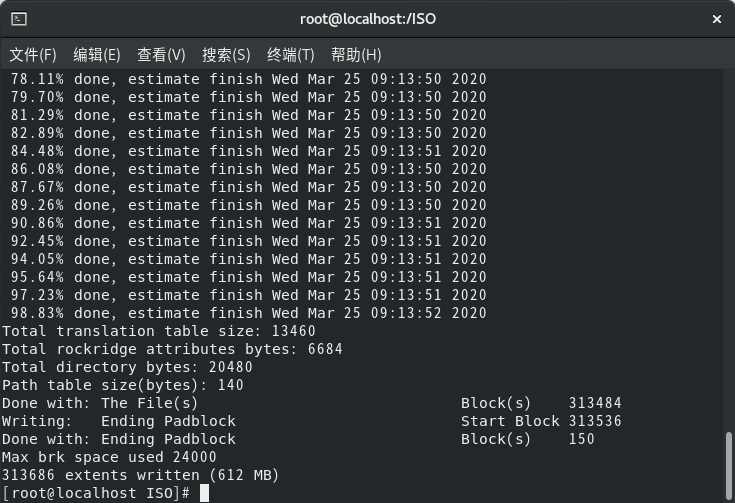 root@localhost:/ISO
文件(F) 编辑(E) 查看(V) 搜索(S) 终端(T) 帮助(H)
78.11% done, estimate finish Wed Mar 25 09:13:50 2020
79.70% done, estimate finish Wed Mar 25 09:13:50 2020
81.29% done, estimate finish Wed Mar 25 09:13:50 2020
82.89% done, estimate finish Wed Mar 25 09:13:50 2020
84.48% done, estimate finish Wed Mar 25 09:13:51 2020
86.08% done, estimate finish Wed Mar 25 09:13:50 2020
87.67% done, estimate finish Wed Mar 25 09:13:50 2020
89.26% done, estimate finish Wed Mar 25 09:13:50 2020
90.86% done, estimate finish Wed Mar 25 09:13:51 2020
92.45% done, estimate finish Wed Mar 25 09:13:51 2020
94.05% done, estimate finish Wed Mar 25 09:13:51 2020
95.64% done, estimate finish Wed Mar 25 09:13:51 2020
97.23% done, estimate finish Wed Mar 25 09:13:51 2020
98.83% done, estimate finish Wed Mar 25 09:13:52 2020
Total translation table size: 13460
Total rockridge attributes bytes: 6684
Total directory bytes: 20480
Path table size(bytes): 140
Done with: The File(s) Block(s) 313484
Writing: Ending Padblock Start Block 313536
Done with: Ending Padblock Block(s) 150
Max brk space used 24000
313686 extents written (612 MB)
[root@localhost ISO]#